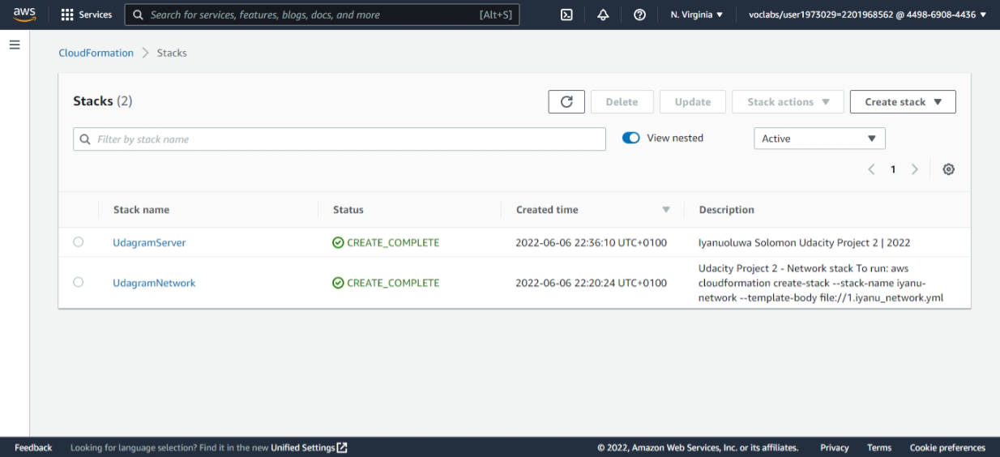 aws Services Search for services, features, blogs, docs, and more [Alt+S] N. Virginia voclabs/user1973029=2201968562 @ 4498-6908-4436
CloudFormation Stacks
Stacks (2) Delete Update Stack actions Create stack
Filter by stack name View nested Active
1
Stack name Status Created time Description
UdagramServer CREATE_COMPLETE 2022-06-06 22:36:10 UTC+0100 Iyanuoluwa Solomon Udacity Project 2 | 2022
UdagramNetwork CREATE_COMPLETE 2022-06-06 22:20:24 UTC+0100 Udacity Project 2 - Network stack To run: aws
cloudformation create-stack --stack-name iyanu-
network --template-body file://1.iyanu_network.yml
Feedback Looking for language selection? Find it in the new Unified Settings © 2022, Amazon Web Services, Inc. or its affiliates. Privacy Terms Cookie preferences